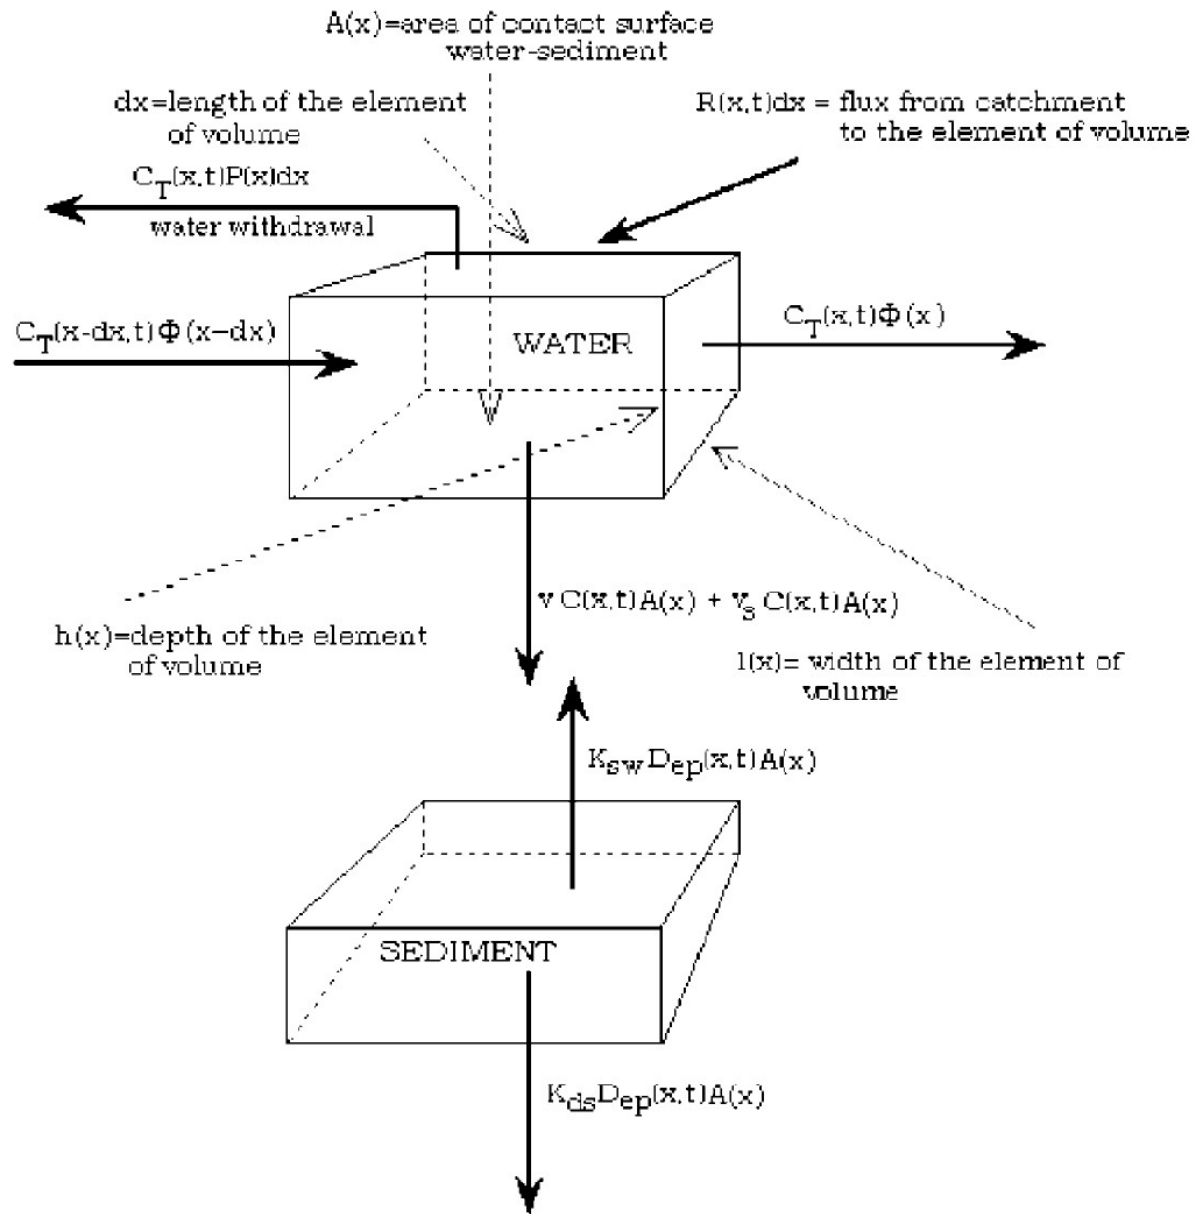 A(x)=area of contact surface
water-sediment
dx=length of the element
of volume
R(x,t)dx = flux from catchment
to the element of volume
C_T(x,t)P(x)dx
water withdrawal
C_T(x-dx,t)Φ(x-dx)
WATER
C_T(x,t)Φ(x)
v C(x,t)A(x) + v_s C(x,t)A(x)
h(x)=depth of the element
of volume
l(x)= width of the element of
volume
K_sw D_ep(x,t)A(x)
SEDIMENT
K_ds D_ep(x,t)A(x)